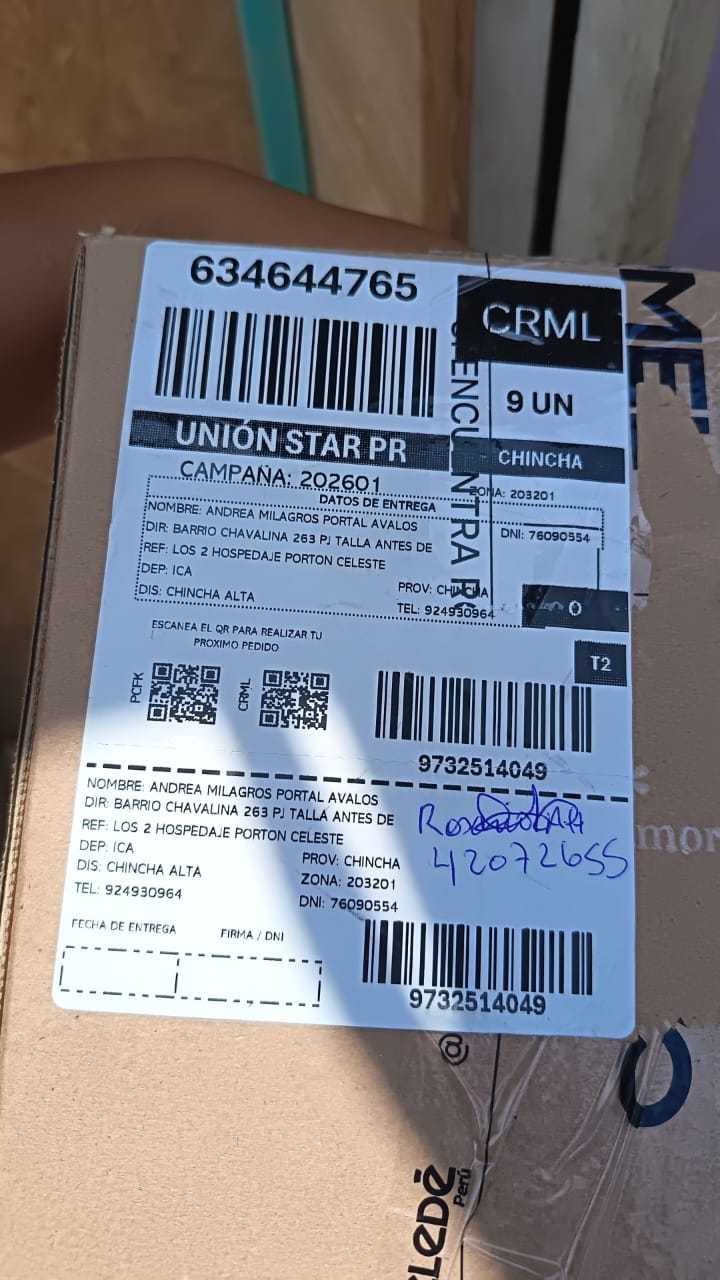 634644765
CRML
9 UN
UNIÓN STAR PR
CHINCHA
CAMPAÑA: 202601
ZONA: 203201
DATOS DE ENTREGA
NOMBRE: ANDREA MILAGROS PORTAL AVALOS
DNI: 76090554
DIR: BARRIO CHAVALINA 263 PJ TALLA ANTES DE
REF: LOS 2 HOSPEDAJE PORTON CELESTE
DEP: ICA
PROV: CHINCHA
DIS: CHINCHA ALTA
TEL: 924930964
O
ESCANEA EL QR PARA REALIZAR TU
PROXIMO PEDIDO
T2
PCFK
CRML
9732514049
NOMBRE: ANDREA MILAGROS PORTAL AVALOS
DIR: BARRIO CHAVALINA 263 PJ TALLA ANTES DE
REF: LOS 2 HOSPEDAJE PORTON CELESTE
DEP: ICA
PROV: CHINCHA
DIS: CHINCHA ALTA
ZONA: 203201
TEL: 924930964
DNI: 76090554
42072655
FECHA DE ENTREGA
FIRMA / DNI
9732514049
@
Perú